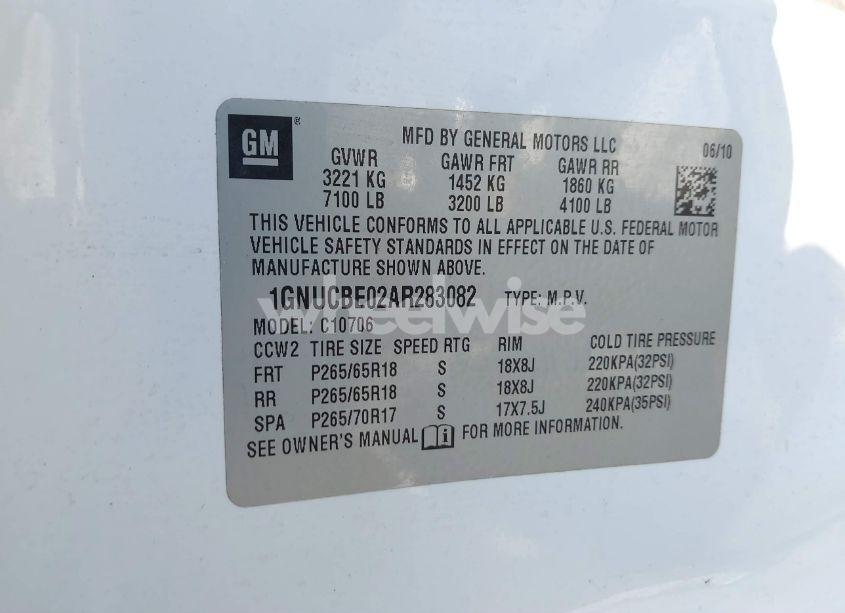 GM ®
MFD BY GENERAL MOTORS LLC 06/10
GVWR GAWR FRT GAWR RR
3221 KG 1452 KG 1860 KG
7100 LB 3200 LB 4100 LB
THIS VEHICLE CONFORMS TO ALL APPLICABLE U.S. FEDERAL MOTOR
VEHICLE SAFETY STANDARDS IN EFFECT ON THE DATE OF
MANUFACTURE SHOWN ABOVE.
1GNUCBE02AR283082 TYPE: M.P.V.
wheelwise
MODEL: C10706
CCW2 TIRE SIZE SPEED RTG RIM COLD TIRE PRESSURE
FRT P265/65R18 S 18X8J 220KPA(32PSI)
RR P265/65R18 S 18X8J 220KPA(32PSI)
SPA P265/70R17 S 17X7.5J 240KPA(35PSI)
SEE OWNER'S MANUAL i FOR MORE INFORMATION.